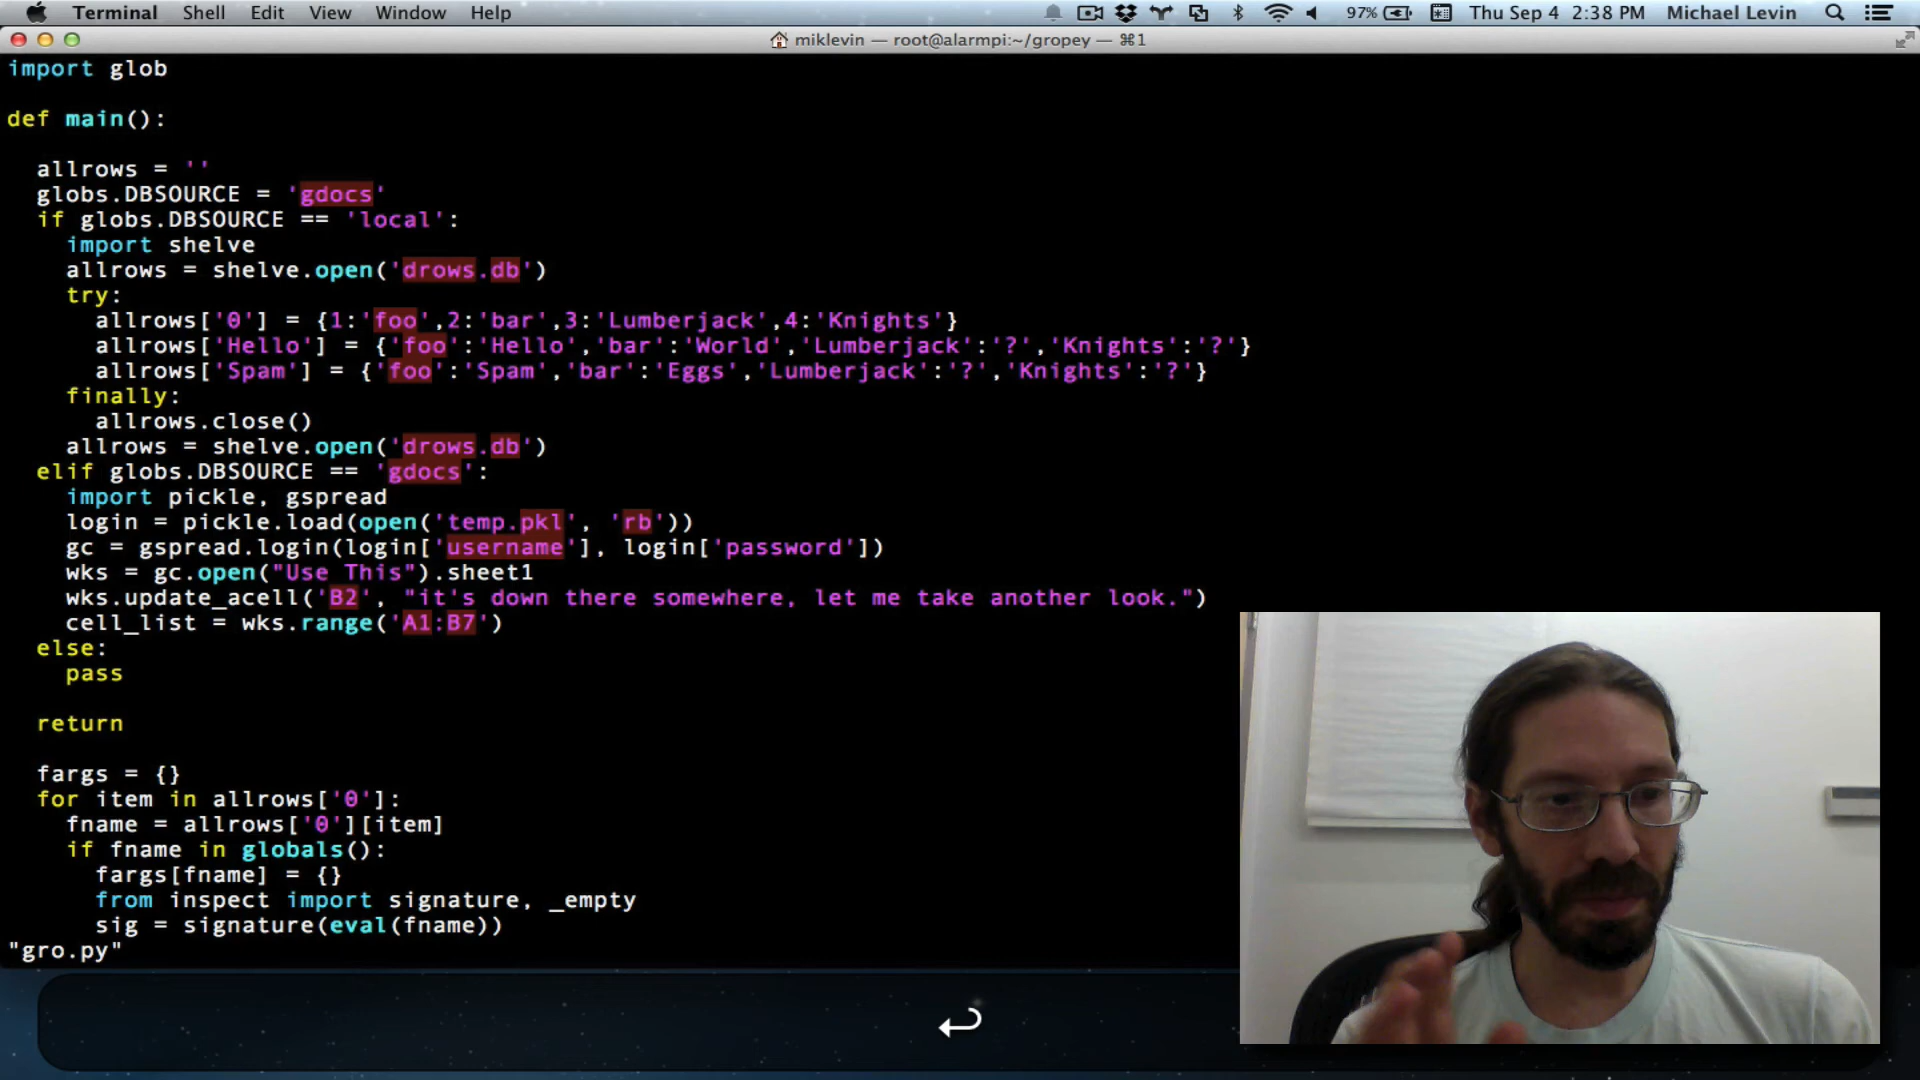 Terminal Shell Edit View Window Help 97% Thu Sep 4 2:38 PM Michael Levin
miklevin — root@alarmpi:~/gropey — ⌘1
import glob
def main():
allrows = ''
globs.DBSOURCE = 'gdocs'
if globs.DBSOURCE == 'local':
import shelve
allrows = shelve.open('drows.db')
try:
allrows['0'] = {1:'foo',2:'bar',3:'Lumberjack',4:'Knights'}
allrows['Hello'] = {'foo':'Hello','bar':'World','Lumberjack':'?','Knights':'?'}
allrows['Spam'] = {'foo':'Spam','bar':'Eggs','Lumberjack':'?','Knights':'?'}
finally:
allrows.close()
allrows = shelve.open('drows.db')
elif globs.DBSOURCE == 'gdocs':
import pickle, gspread
login = pickle.load(open('temp.pkl', 'rb'))
gc = gspread.login(login['username'], login['password'])
wks = gc.open("Use This").sheet1
wks.update_acell('B2', "it's down there somewhere, let me take another look.")
cell_list = wks.range('A1:B7')
else:
pass
return
fargs = {}
for item in allrows['0']:
fname = allrows['0'][item]
if fname in globals():
fargs[fname] = {}
from inspect import signature, _empty
sig = signature(eval(fname))
"gro.py"